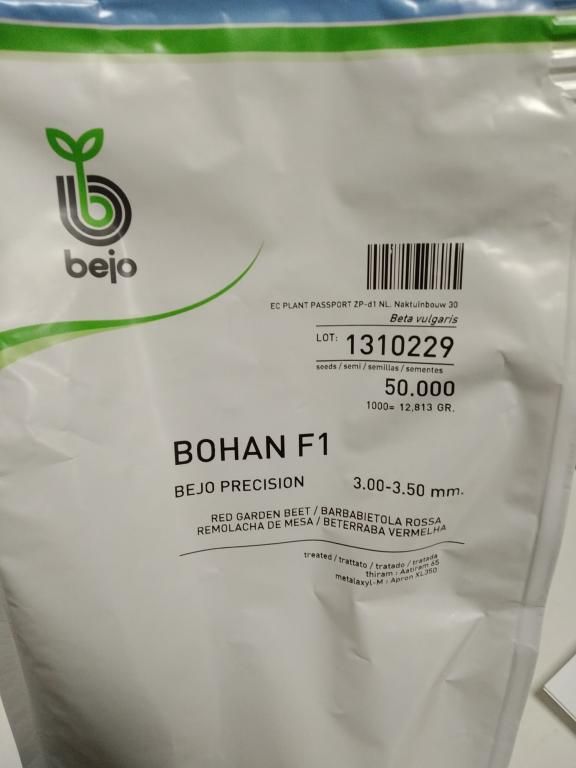 bejo
EC PLANT PASSPORT ZP-d1 NL. Naktuinbouw 30
Beta vulgaris
LOT: 1310229
seeds / semi / semillas / sementes
50.000
1000= 12,813 GR.
BOHAN F1
BEJO PRECISION 3.00-3.50 mm.
RED GARDEN BEET / BARBABIETOLA ROSSA
REMOLACHA DE MESA / BETERRABA VERMELHA
treated / trattato / tratado / tratada
thiram : Aatiram 65
metalaxyl-M : Apron XL350